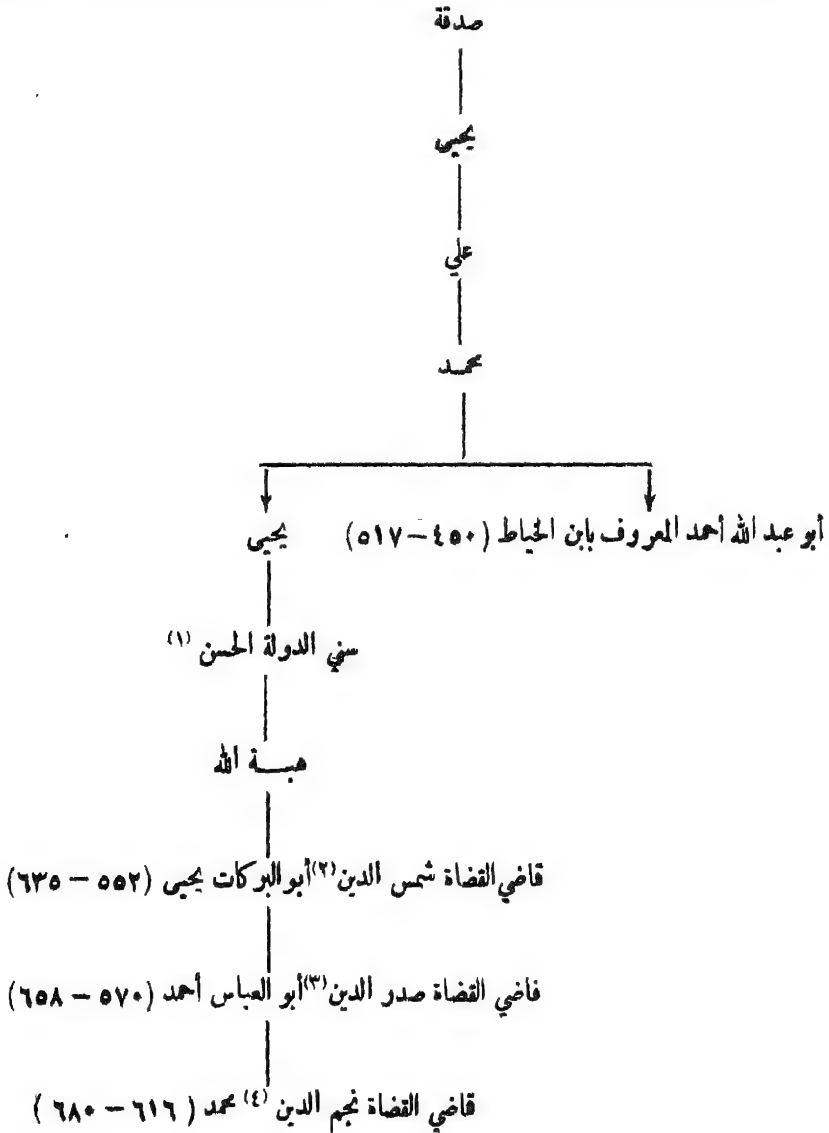 صدقة
يحيى
علي
محمد
أبو عبد الله أحمد المعروف بابن الخياط (٤٥٠ – ٥١٧) يحيى
سني الدولة الحسن (١)
هبة الله
قاضي القضاة شمس الدين (٢) أبو البركات يحيى (٥٥٢ – ٦٣٥)
فاضي القضاة صدر الدين (٣) أبو العباس أحمد (٥٧٠ – ٦٥٨)
قاضي القضاة نجم الدين (٤) محمد (٦١٦ – ٦٨٠)